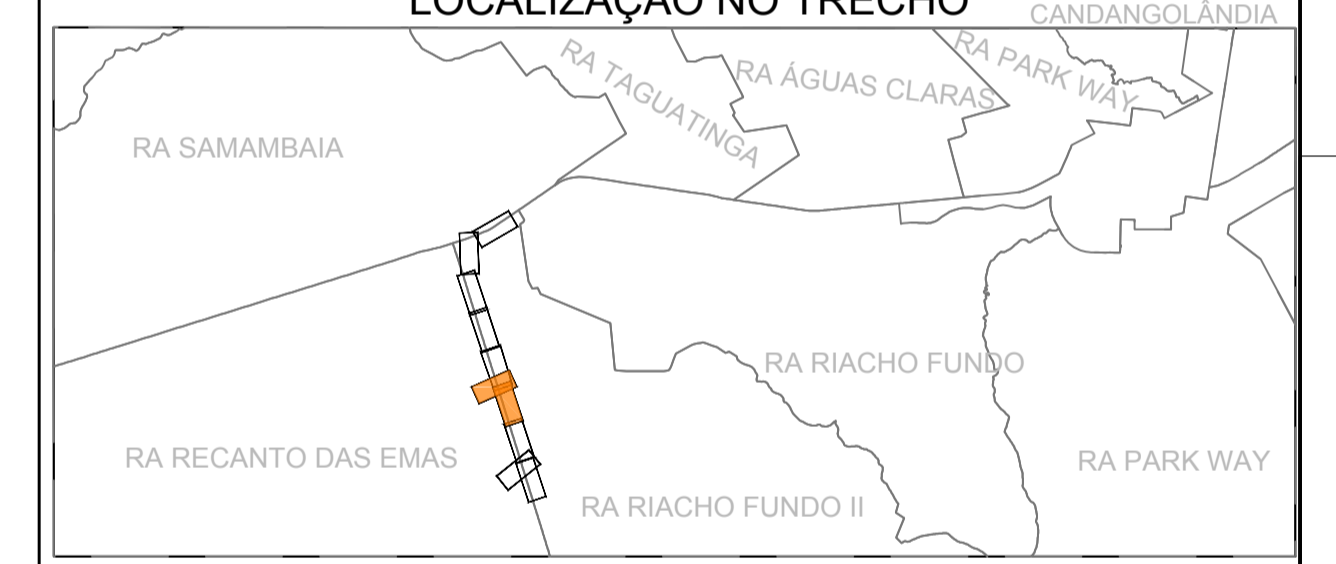 LOCALIZAÇÃO NO TRECHO
CANDANGOLÂNDIA
RA PARK WAY
RA TAGUATINGA
RA ÁGUAS CLARAS
RA SAMAMBAIA
RA RIACHO FUNDO
RA RECANTO DAS EMAS
RA PARK WAY
RA RIACHO FUNDO II